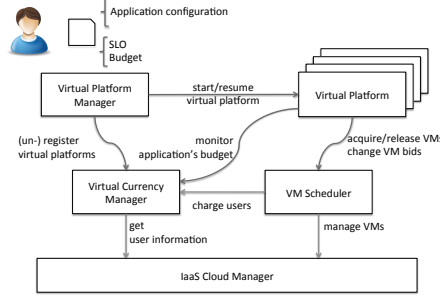 Application configuration
SLO
Budget
Virtual Platform
Manager
start/resume
virtual platform
Virtual Platform
(un-) register
virtual platforms
monitor
application's budget
acquire/release VMs
change VM bids
Virtual Currency
Manager
charge users
VM Scheduler
get
user information
manage VMs
IaaS Cloud Manager